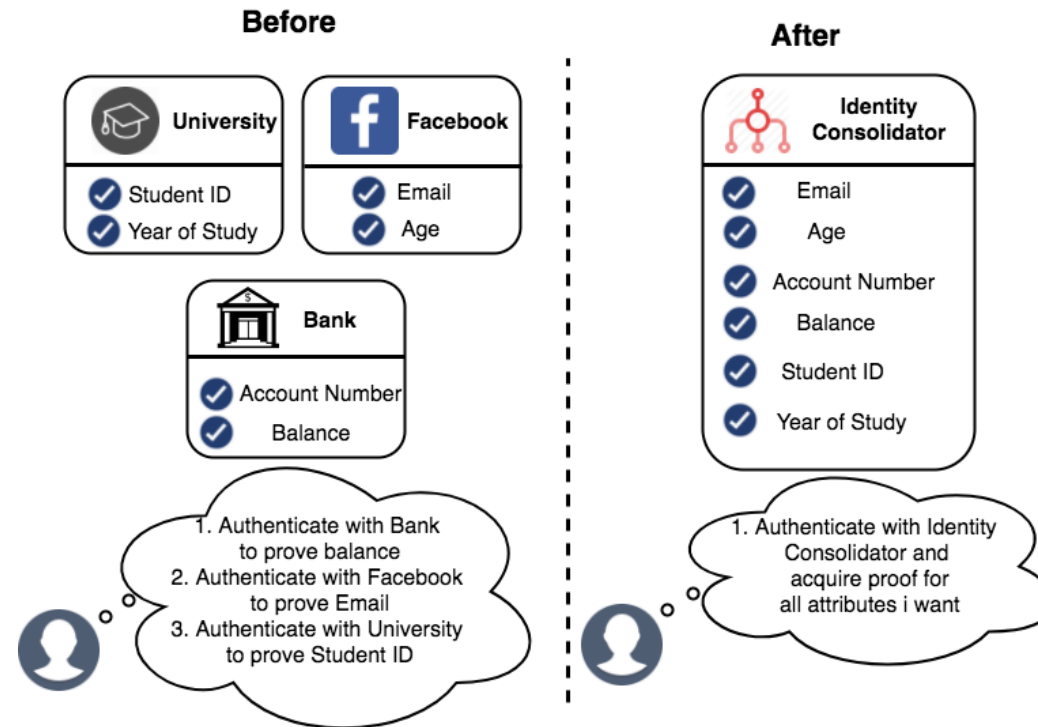 Before
University
Student ID
Year of Study
f
Facebook
Email
Age
$
Bank
Account Number
Balance
1. Authenticate with Bank
to prove balance
2. Authenticate with Facebook
to prove Email
3. Authenticate with University
to prove Student ID
After
Identity
Consolidator
Email
Age
Account Number
Balance
Student ID
Year of Study
1. Authenticate with Identity
Consolidator and
acquire proof for
all attributes i want